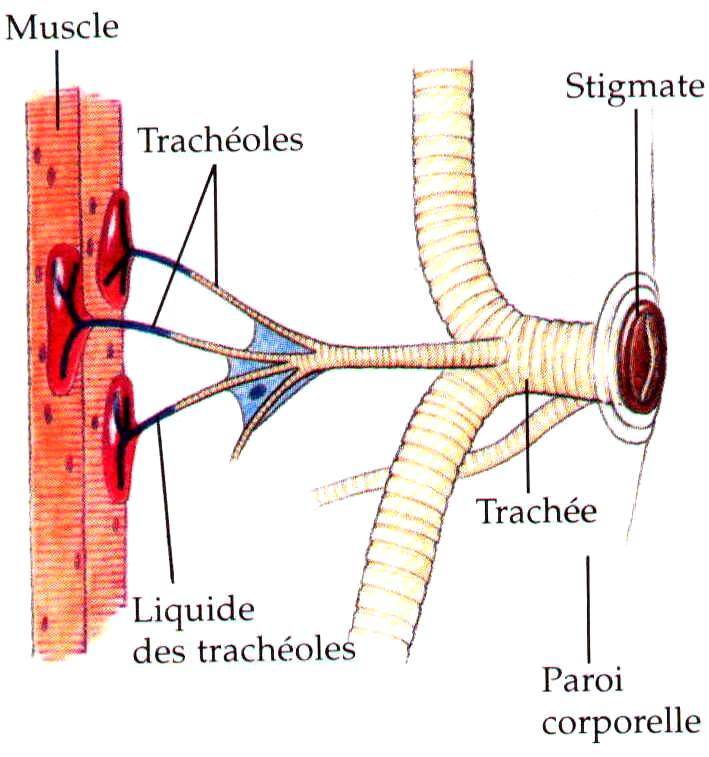 Muscle
Stigmate
Trachéoles
Trachée
Liquide
des trachéoles
Paroi
corporelle